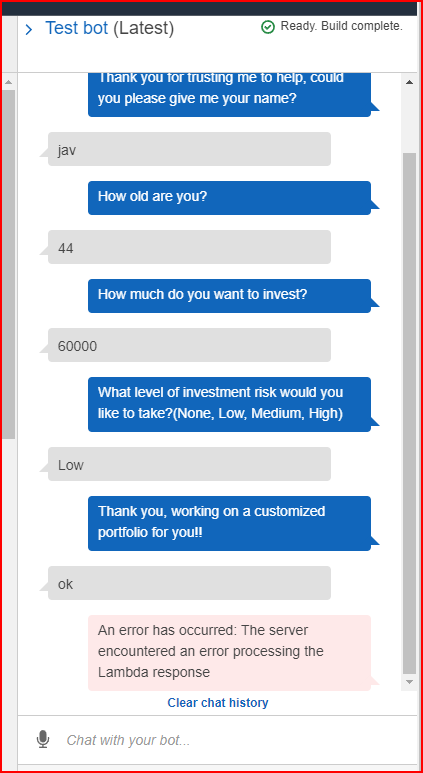 Test bot (Latest)
Ready. Build complete.
Thank you for trusting me to help, could
you please give me your name?
jav
How old are you?
44
How much do you want to invest?
60000
What level of investment risk would you
like to take?(None, Low, Medium, High)
Low
Thank you, working on a customized
portfolio for you!!
ok
An error has occurred: The server
encountered an error processing the
Lambda response
Clear chat history
Chat with your bot...